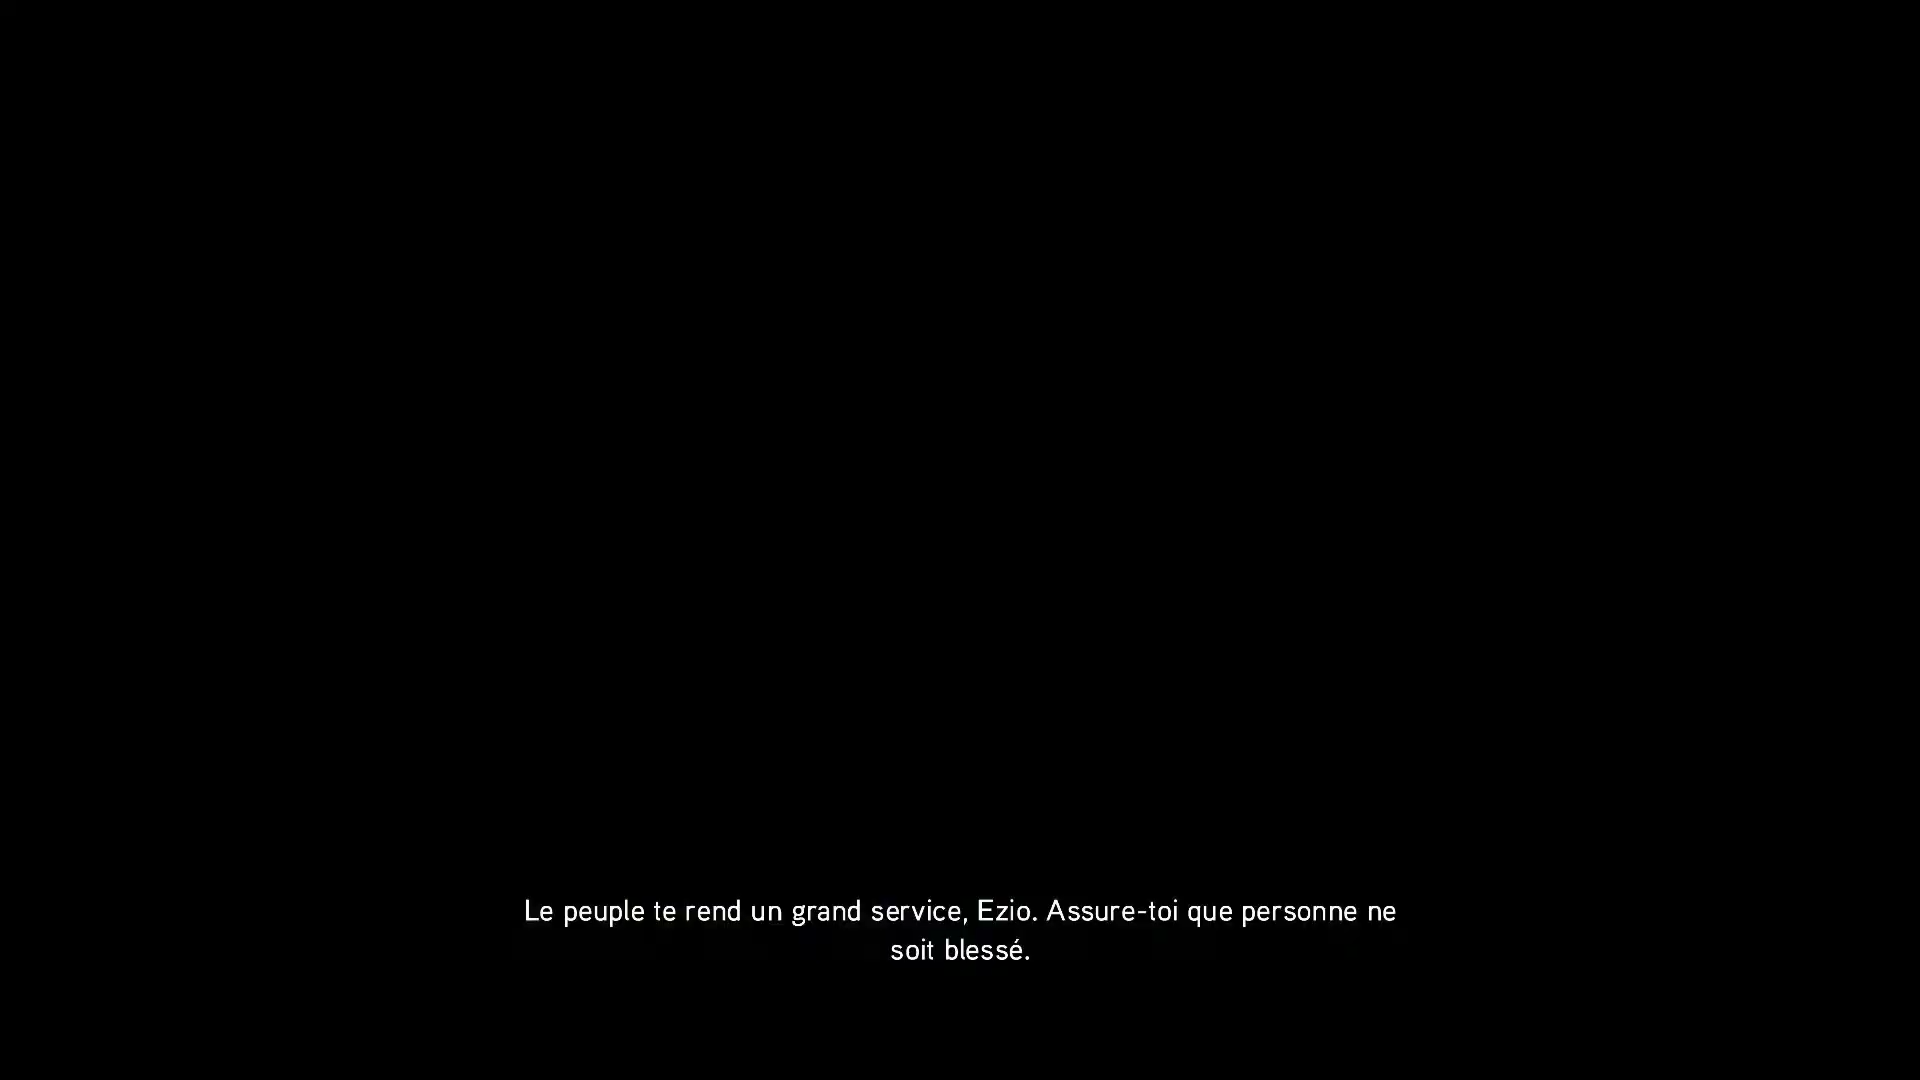 Le peuple te rend un grand service, Ezio. Assure-toi que personne ne
soit blessé.